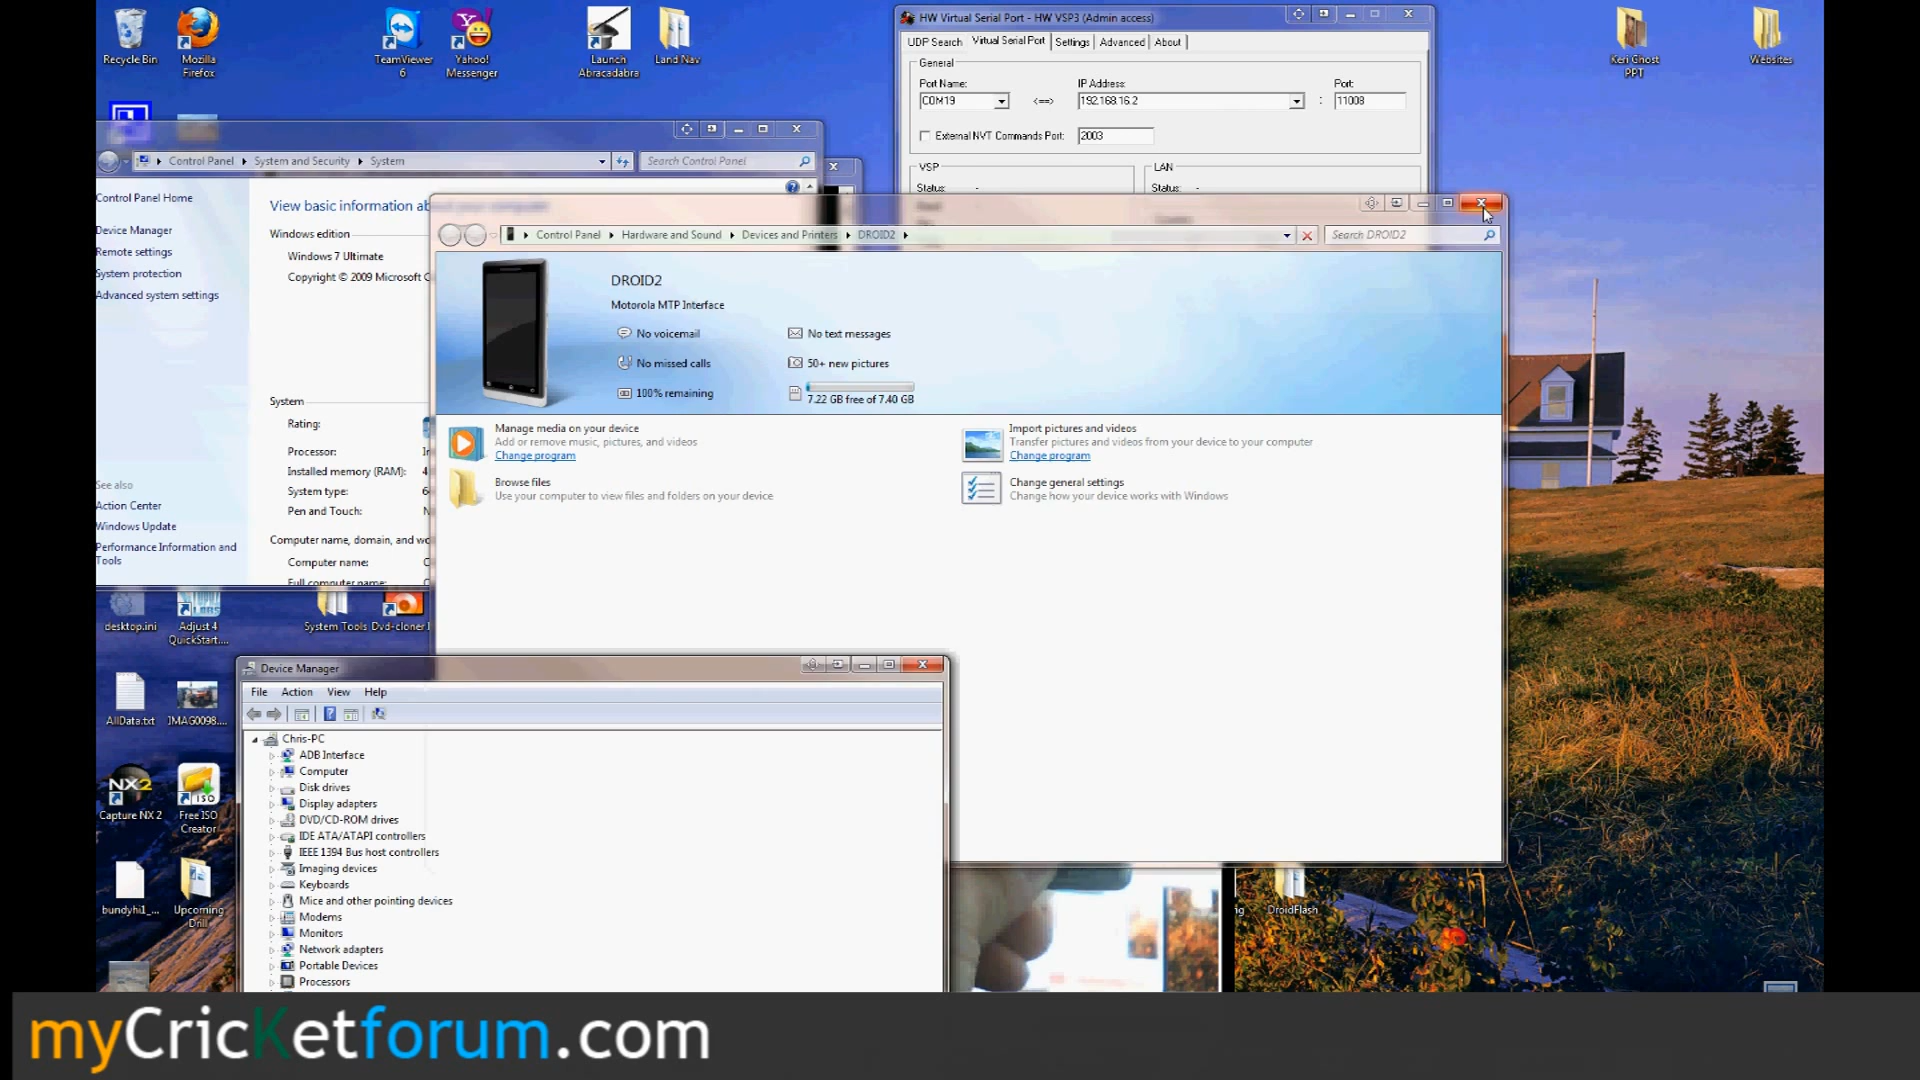 Recycle Bin
Mozilla Firefox
TeamViewer 6
Yahoo! Messenger
Launch Abracadabra
Land Nav
HW Virtual Serial Port - HW VSP3 (Admin access)
UDP Search Virtual Serial Port Settings Advanced About
General
Port Name: IP Address: Port:
COM19 <==> 192.168.16.2 : 11008
External NVT Commands Port: 2003
VSP LAN
Status: - Status: -
Keri Ghost PPT
Websites
Control Panel System and Security System
Search Control Panel
Control Panel Home
Device Manager
Remote settings
System protection
Advanced system settings
See also
Action Center
Windows Update
Performance Information and Tools
View basic information
Windows edition
Windows 7 Ultimate
Copyright © 2009 Microsoft
System
Rating:
Processor:
Installed memory (RAM): 4
System type: 6
Pen and Touch: N
Computer name, domain, and wo
Computer name: C
Full computer name: C
Control Panel Hardware and Sound Devices and Printers DROID2
Search DROID2
DROID2
Motorola MTP Interface
No voicemail No text messages
No missed calls 50+ new pictures
100% remaining 7.22 GB free of 7.40 GB
Manage media on your device
Add or remove music, pictures, and videos
Change program
Import pictures and videos
Transfer pictures and videos from your device to your computer
Change program
Browse files
Use your computer to view files and folders on your device
Change general settings
Change how your device works with Windows
desktop.ini
Adjust 4 QuickStart....
System Tools
Dvd-cloner
AllData.txt
IMAG0098....
NX2
Capture NX 2
ISO
Free ISO Creator
bundyhi1_...
Upcoming Drill
DroidFlash
Device Manager
File Action View Help
Chris-PC
ADB Interface
Computer
Disk drives
Display adapters
DVD/CD-ROM drives
IDE ATA/ATAPI controllers
IEEE 1394 Bus host controllers
Imaging devices
Keyboards
Mice and other pointing devices
Modems
Monitors
Network adapters
Portable Devices
Processors
myCricKetforum.com